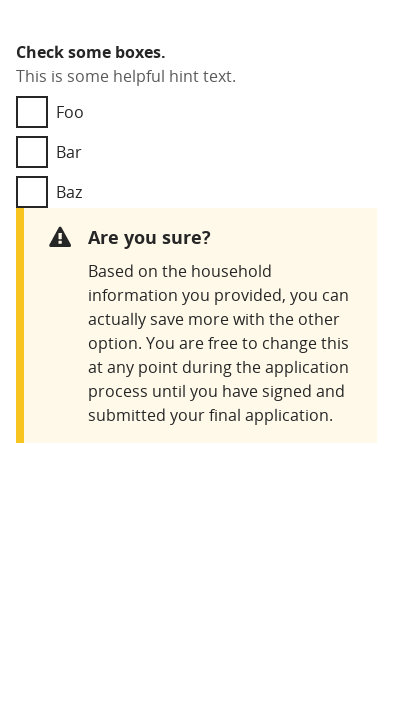 Check some boxes.
This is some helpful hint text.
Foo
Bar
Baz
Are you sure?
Based on the household
information you provided, you can
actually save more with the other
option. You are free to change this
at any point during the application
process until you have signed and
submitted your final application.